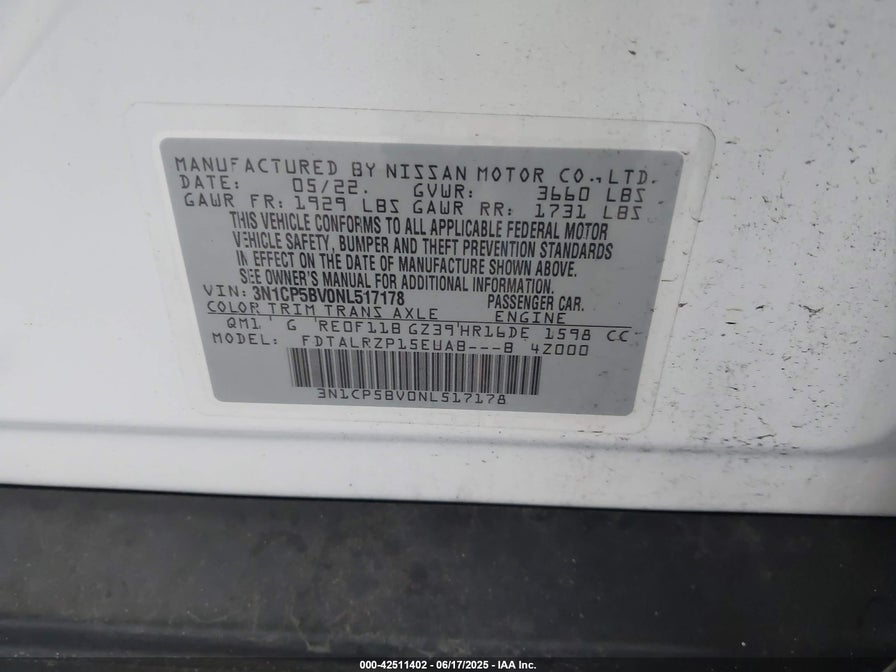 MANUFACTURED BY NISSAN MOTOR CO., LTD.
DATE: 05/22. GVWR: 3660 LBS
GAWR FR: 1929 LBS GAWR RR: 1731 LBS
THIS VEHICLE CONFORMS TO ALL APPLICABLE FEDERAL MOTOR
VEHICLE SAFETY, BUMPER AND THEFT PREVENTION STANDARDS
IN EFFECT ON THE DATE OF MANUFACTURE SHOWN ABOVE.
SEE OWNER'S MANUAL FOR ADDITIONAL INFORMATION.
VIN: 3N1CP5BV0NL517178 PASSENGER CAR.
COLOR TRIM TRANS AXLE ENGINE
QM1 G RE0F11B GZ39 HR16DE 1598 CC
MODEL: FDTALRZP15EUAB---B 4Z000
3N1CP5BV0NL517178
000-42511402 - 06/17/2025 - IAA Inc.